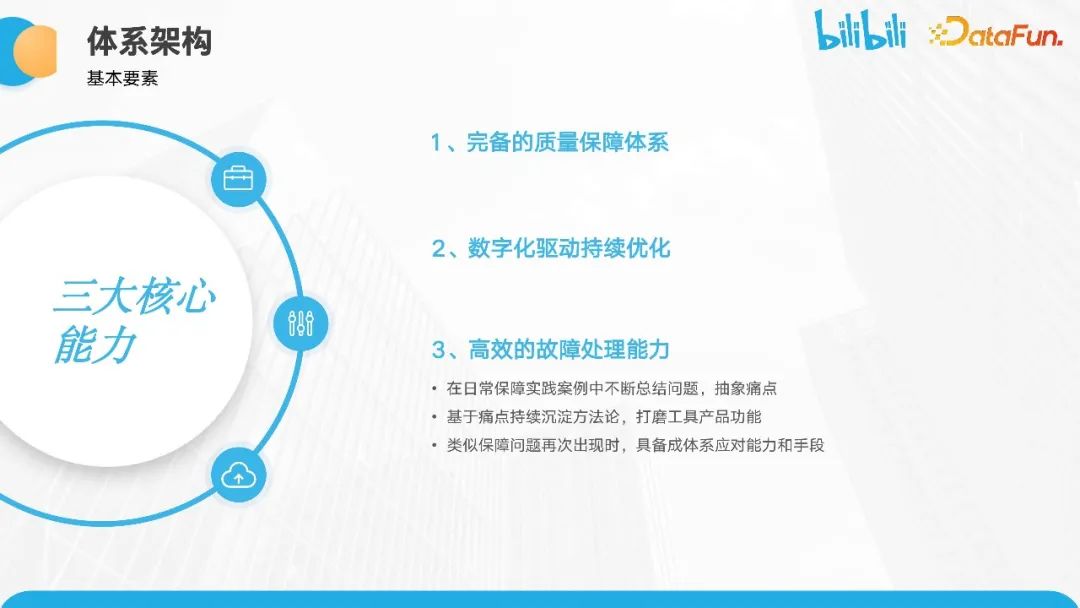 体系架构
基本要素
bilibili
DataFun.
三大核心
能力
1、完备的质量保障体系
2、数字化驱动持续优化
3、高效的故障处理能力
• 在日常保障实践案例中不断总结问题，抽象痛点
• 基于痛点持续沉淀方法论，打磨工具产品功能
• 类似保障问题再次出现时，具备成体系应对能力和手段